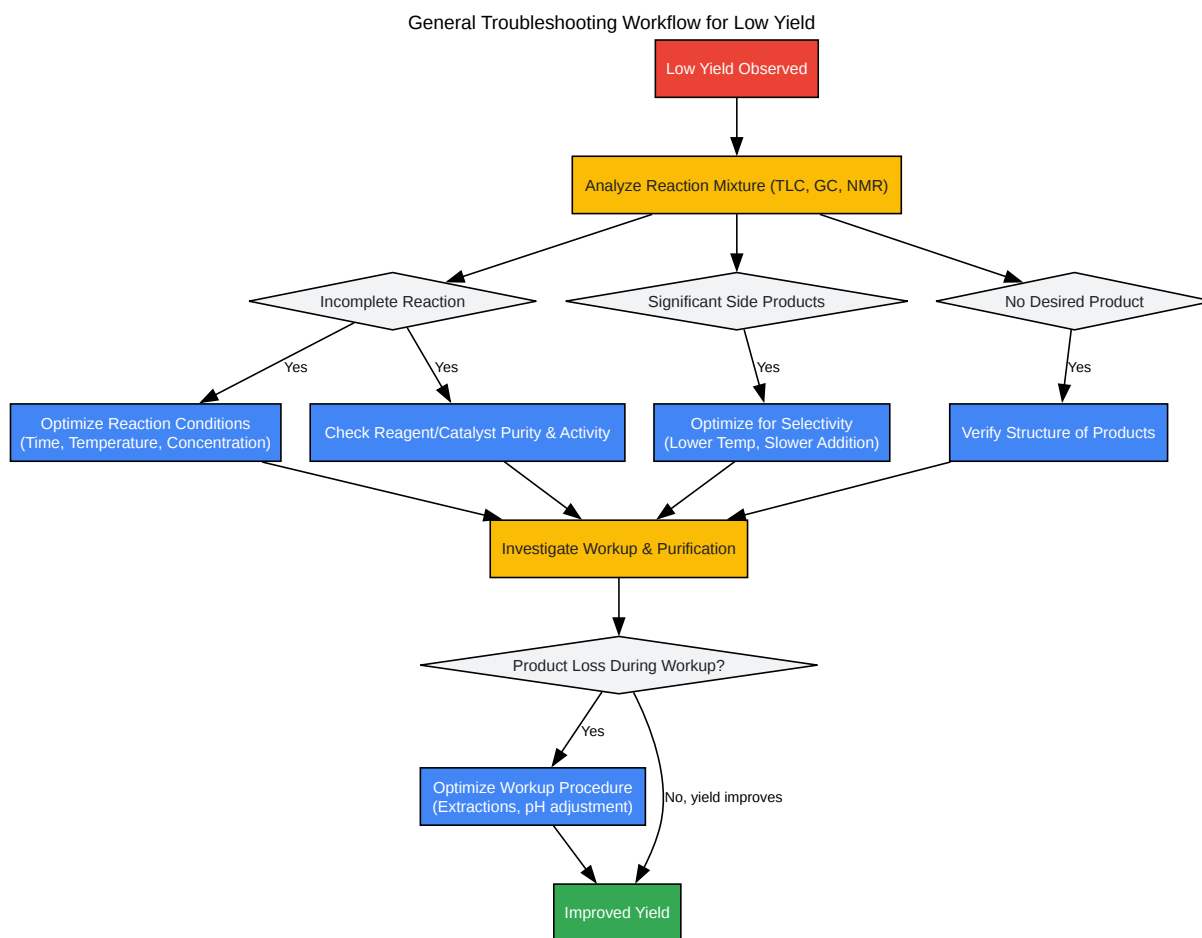 General Troubleshooting Workflow for Low Yield
Low Yield Observed
Analyze Reaction Mixture (TLC, GC, NMR)
Incomplete Reaction
Significant Side Products
No Desired Product
Yes
Yes
Yes
Yes
Optimize Reaction Conditions
(Time, Temperature, Concentration)
Check Reagent/Catalyst Purity & Activity
Optimize for Selectivity
(Lower Temp, Slower Addition)
Verify Structure of Products
Investigate Workup & Purification
Product Loss During Workup?
Yes
Optimize Workup Procedure
(Extractions, pH adjustment)
No, yield improves
Improved Yield